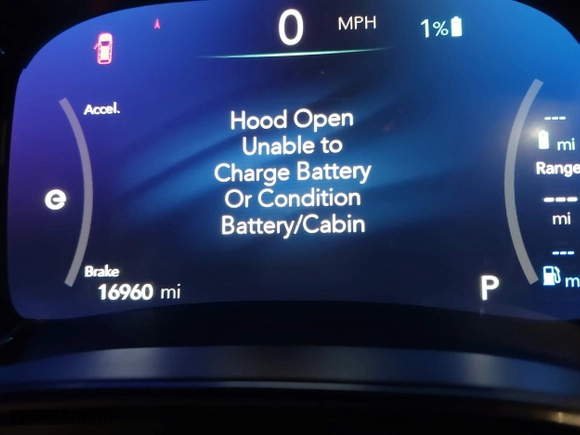 0 MPH 1%
Accel.
Hood Open
Unable to
Charge Battery
Or Condition
Battery/Cabin
---
mi
Range
---
mi
---
m
e
Brake
16960 mi
P